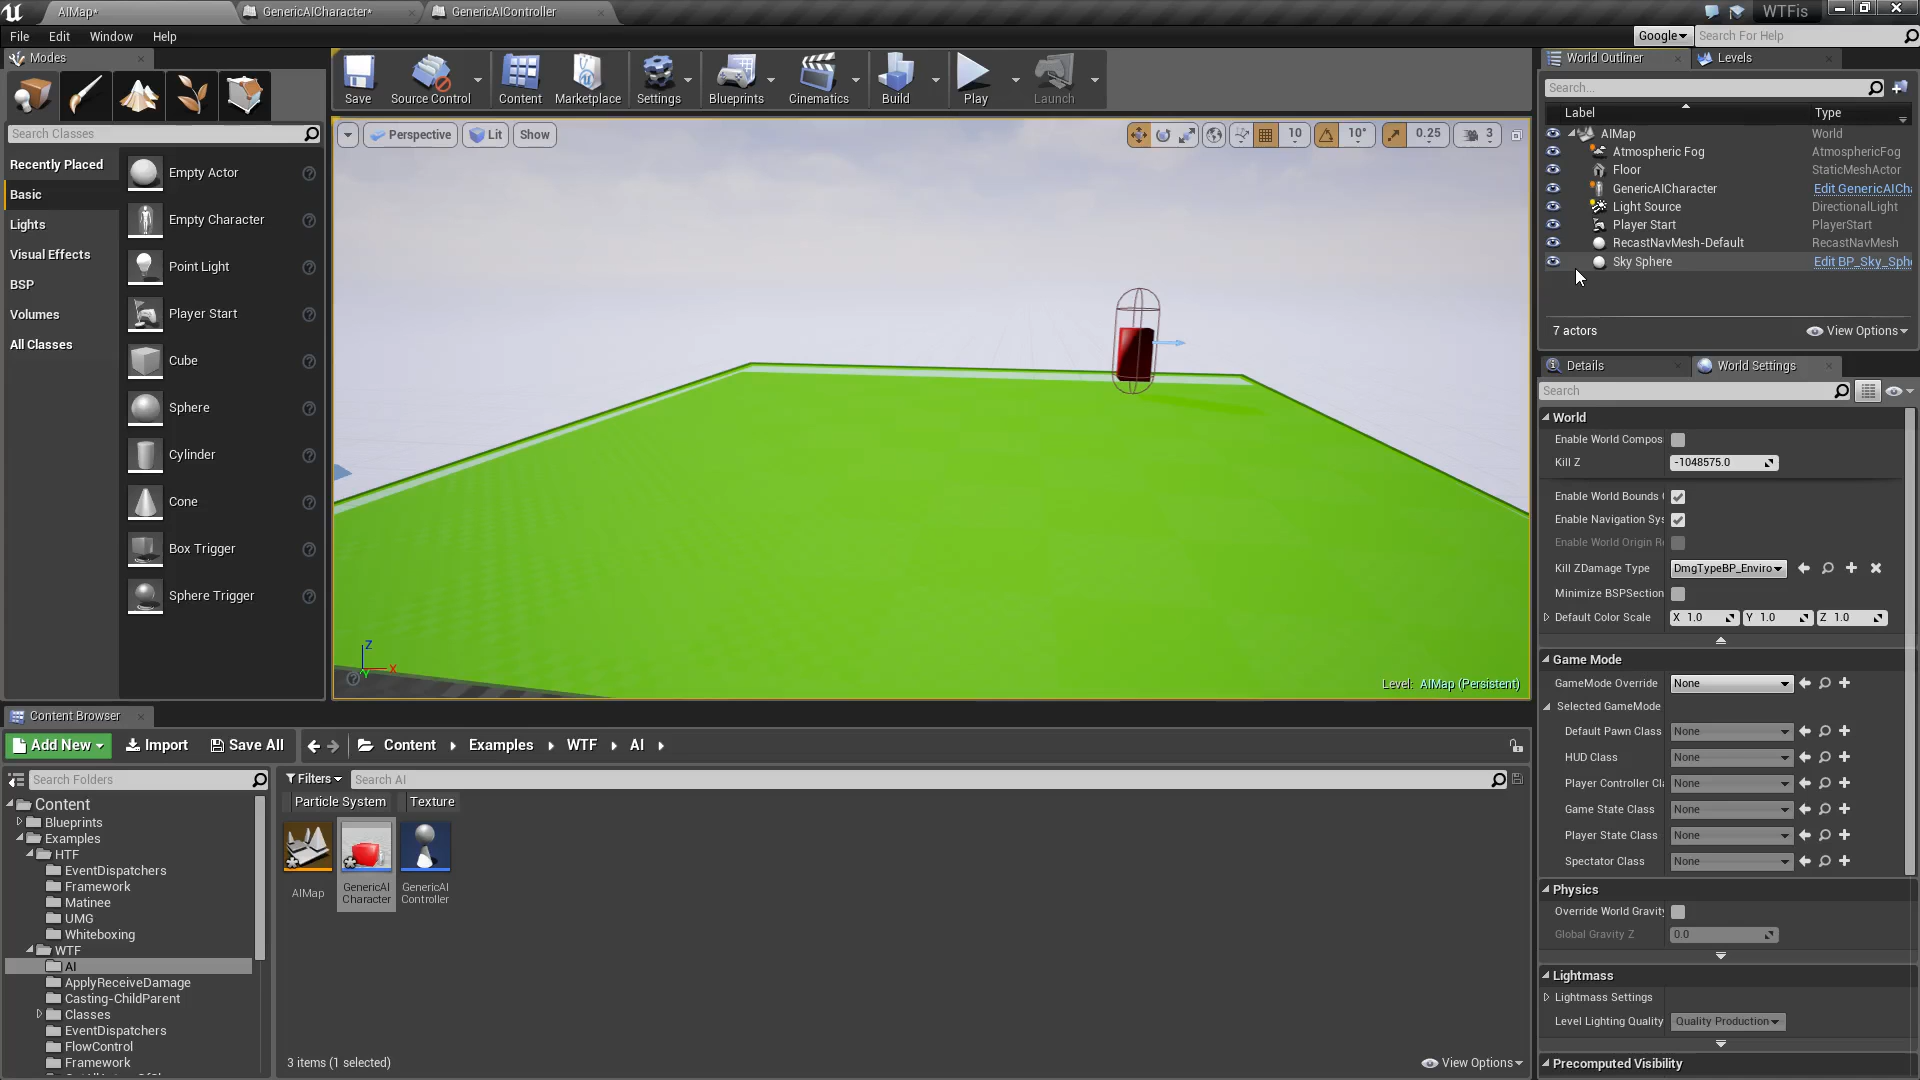 AIMap*
GenericAICharacter*
GenericAIController
WTFis
File
Edit
Window
Help
Google
Search For Help
Modes
Search Classes
Recently Placed
Basic
Lights
Visual Effects
BSP
Volumes
All Classes
Empty Actor
Empty Character
Point Light
Player Start
Cube
Sphere
Cylinder
Cone
Box Trigger
Sphere Trigger
Save
Source Control
Content
Marketplace
Settings
Blueprints
Cinematics
Build
Play
Launch
Perspective
Lit
Show
10
10°
0.25
3
Z
X
Y
Level: AIMap (Persistent)
World Outliner
Levels
Search...
Label
Type
AIMap
World
Atmospheric Fog
AtmosphericFog
Floor
StaticMeshActor
GenericAICharacter
Edit GenericAICha
Light Source
DirectionalLight
Player Start
PlayerStart
RecastNavMesh-Default
RecastNavMesh
Sky Sphere
Edit BP_Sky_Sphe
7 actors
View Options
Details
World Settings
Search
World
Enable World Compos
Kill Z
-1048575.0
Enable World Bounds
Enable Navigation Sys
Enable World Origin Re
Kill ZDamage Type
DmgTypeBP_Enviro
Minimize BSPSection
Default Color Scale
X 1.0
Y 1.0
Z 1.0
Game Mode
GameMode Override
None
Selected GameMode
Default Pawn Class
None
HUD Class
None
Player Controller Cla
None
Game State Class
None
Player State Class
None
Spectator Class
None
Physics
Override World Gravity
Global Gravity Z
0.0
Lightmass
Lightmass Settings
Level Lighting Quality
Quality Production
Precomputed Visibility
Content Browser
Add New
Import
Save All
Content
Examples
WTF
AI
Search Folders
Content
Blueprints
Examples
HTF
EventDispatchers
Framework
Matinee
UMG
Whiteboxing
WTF
AI
ApplyReceiveDamage
Casting-ChildParent
Classes
EventDispatchers
FlowControl
Framework
Filters
Search AI
Particle System
Texture
AIMap
GenericAI
Character
GenericAI
Controller
3 items (1 selected)
View Options